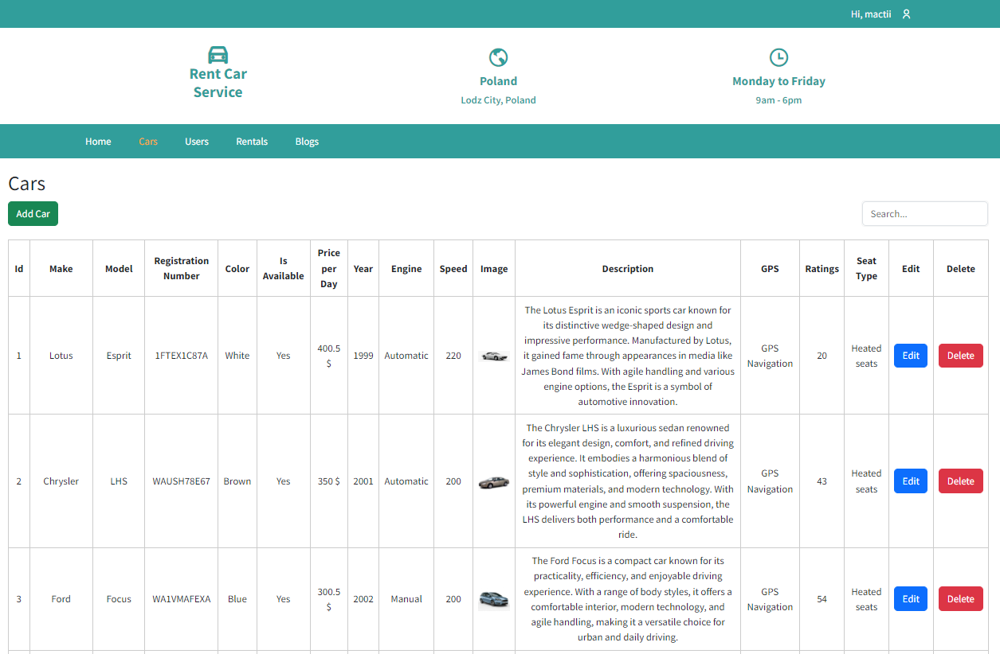 Hi, mactii
Rent Car
Service
Poland
Lodz City, Poland
Monday to Friday
9am - 6pm
Home Cars Users Rentals Blogs
Cars
Add Car
Search...
Id
Make
Model
Registration
Number
Color
Is
Available
Price
per
Day
Year
Engine
Speed
Image
Description
GPS
Ratings
Seat
Type
Edit
Delete
1
Lotus
Esprit
1FTEX1C87A
White
Yes
400.5
$
1999
Automatic
220
The Lotus Esprit is an iconic sports car known for
its distinctive wedge-shaped design and
impressive performance. Manufactured by Lotus,
it gained fame through appearances in media like
James Bond films. With agile handling and various
engine options, the Esprit is a symbol of
automotive innovation.
GPS
Navigation
20
Heated
seats
Edit
Delete
2
Chrysler
LHS
WAUSH78E67
Brown
Yes
350 $
2001
Automatic
200
The Chrysler LHS is a luxurious sedan renowned
for its elegant design, comfort, and refined driving
experience. It embodies a harmonious blend of
style and sophistication, offering spaciousness,
premium materials, and modern technology. With
its powerful engine and smooth suspension, the
LHS delivers both performance and a comfortable
ride.
GPS
Navigation
43
Heated
seats
Edit
Delete
3
Ford
Focus
WA1VMAFEXA
Blue
Yes
300.5
$
2002
Manual
200
The Ford Focus is a compact car known for its
practicality, efficiency, and enjoyable driving
experience. With a range of body styles, it offers a
comfortable interior, modern technology, and
agile handling, making it a versatile choice for
urban and daily driving.
GPS
Navigation
54
Heated
seats
Edit
Delete